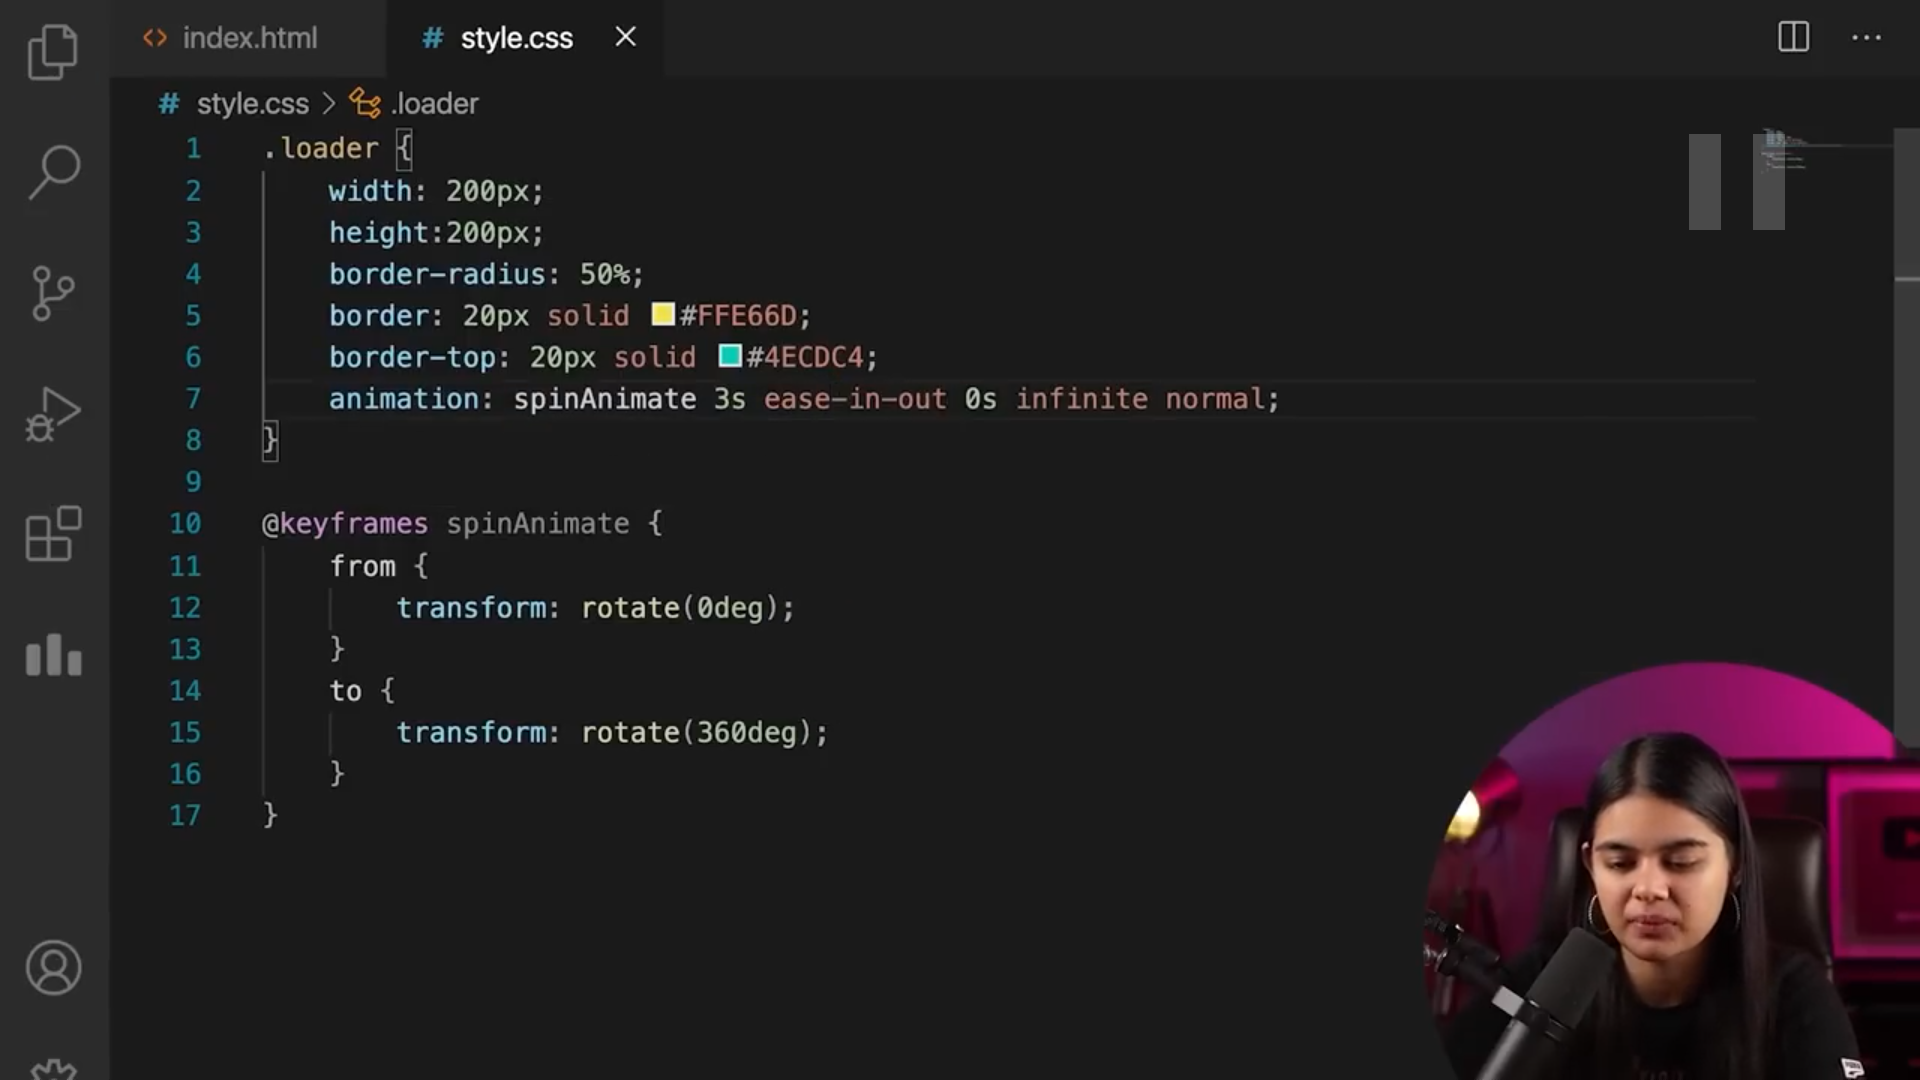 index.html
style.css
style.css > .loader
1 .loader {
2 width: 200px;
3 height:200px;
4 border-radius: 50%;
5 border: 20px solid #FFE66D;
6 border-top: 20px solid #4ECDC4;
7 animation: spinAnimate 3s ease-in-out 0s infinite normal;
8 }
9
10 @keyframes spinAnimate {
11 from {
12 transform: rotate(0deg);
13 }
14 to {
15 transform: rotate(360deg);
16 }
17 }